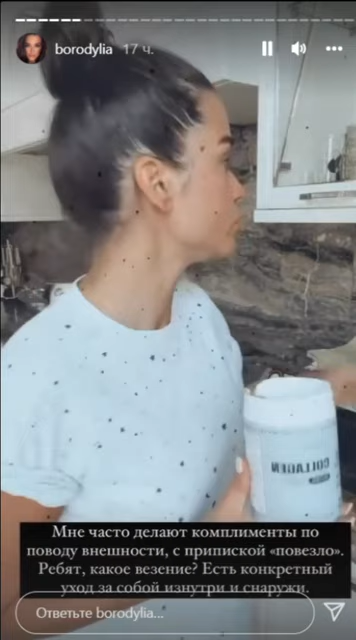 borodylia 17 ч.
COLLAGEN
Мне часто делают комплименты по
поводу внешности, с припиской «повезло».
Ребят, какое везение? Есть конкретный
уход за собой изнутри и снаружи.
Ответьте borodylia...